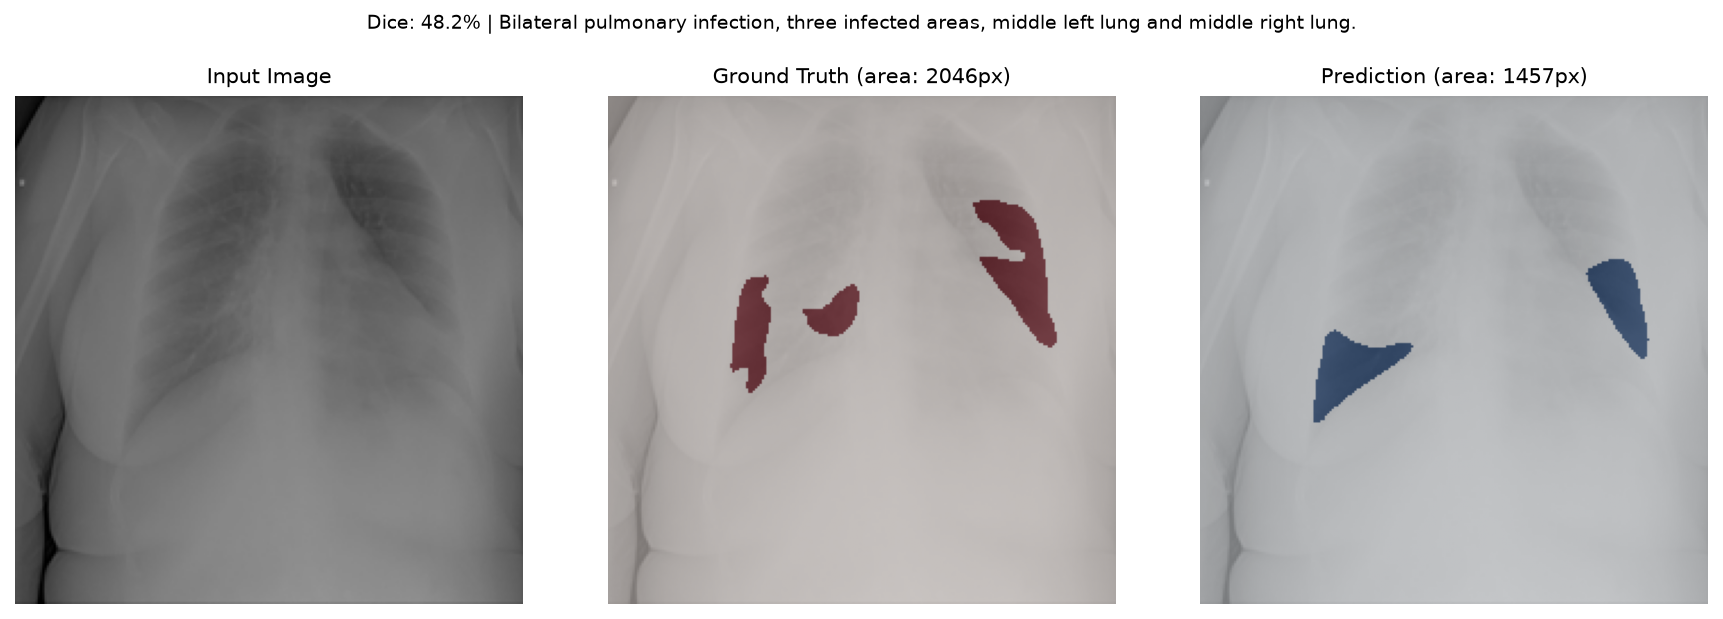 Dice: 48.2% | Bilateral pulmonary infection, three infected areas, middle left lung and middle right lung.
Input Image
Ground Truth (area: 2046px)
Prediction (area: 1457px)